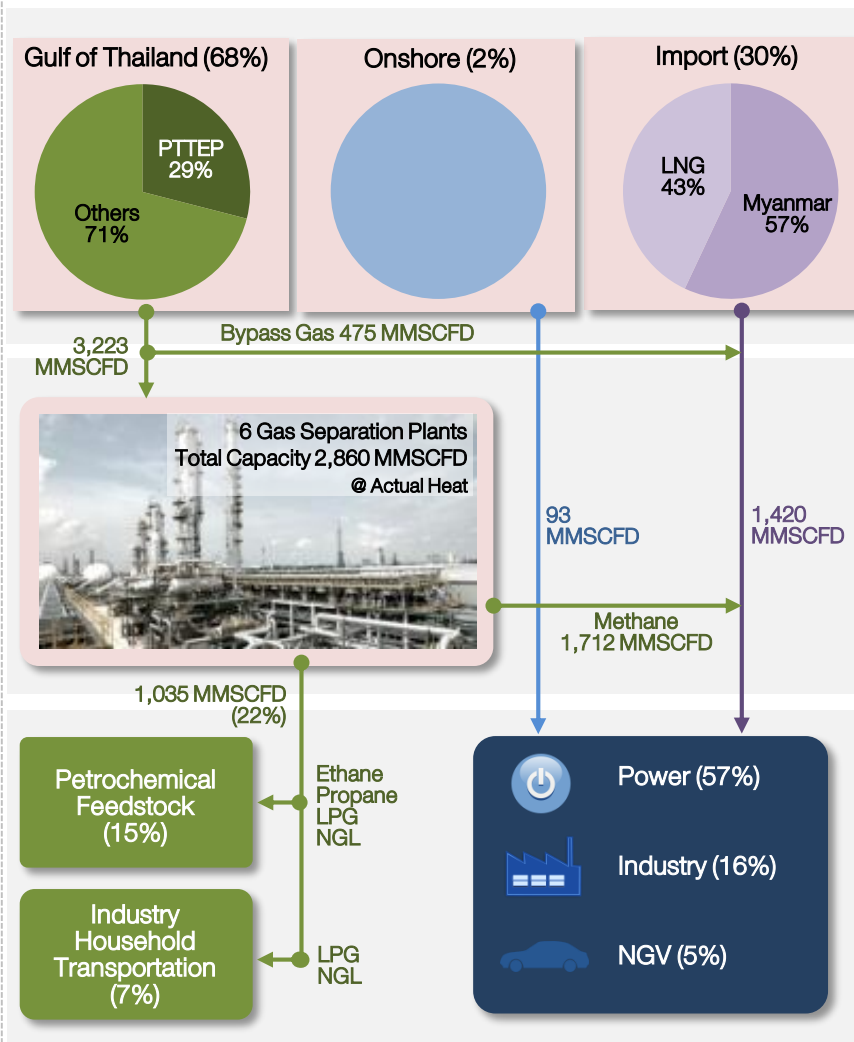 Gulf of Thailand (68%)
PTTEP
29%
Others
71%
Onshore (2%)
Import (30%)
LNG
43%
Myanmar
57%
Bypass Gas 475 MMSCFD
3,223
MMSCFD
6 Gas Separation Plants
Total Capacity 2,860 MMSCFD
@ Actual Heat
93
MMSCFD
1,420
MMSCFD
Methane
1,712 MMSCFD
1,035 MMSCFD
(22%)
Petrochemical
Feedstock
(15%)
Ethane
Propane
LPG
NGL
Industry
Household
Transportation
(7%)
LPG
NGL
Power (57%)
Industry (16%)
NGV (5%)